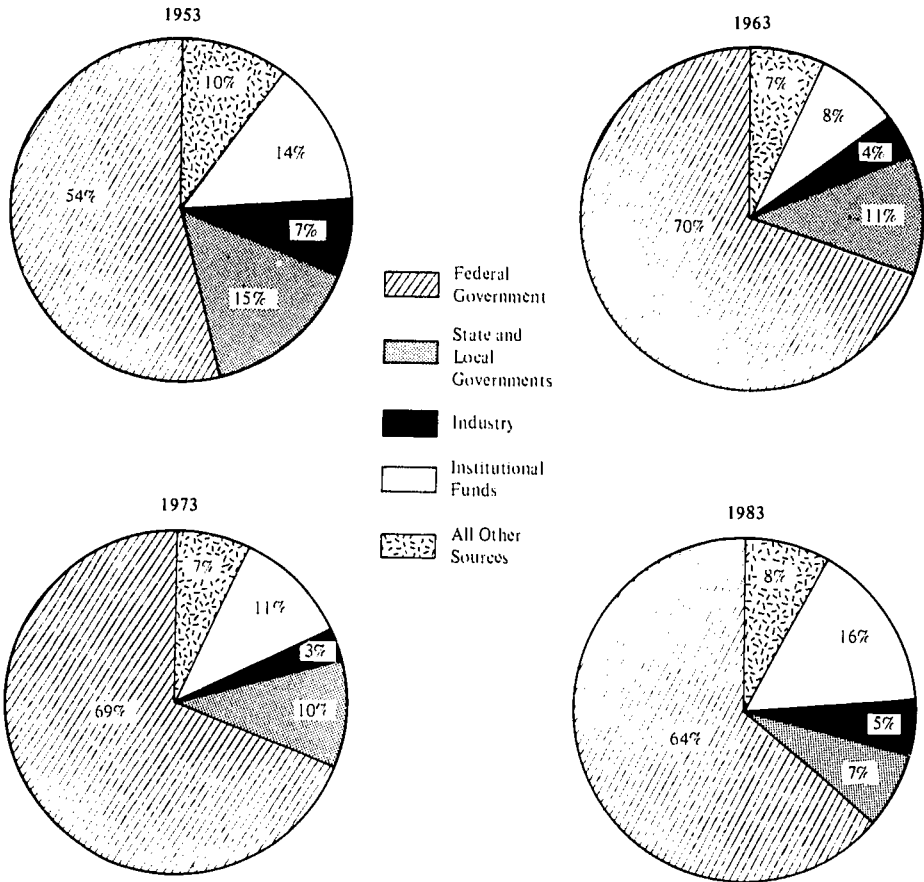 1953
10%
14%
54%
7%
15%
1963
7%
8%
4%
11%
70%
Federal
Government
State and
Local
Governments
Industry
Institutional
Funds
All Other
Sources
1973
7%
11%
3%
10%
69%
1983
8%
16%
5%
7%
64%